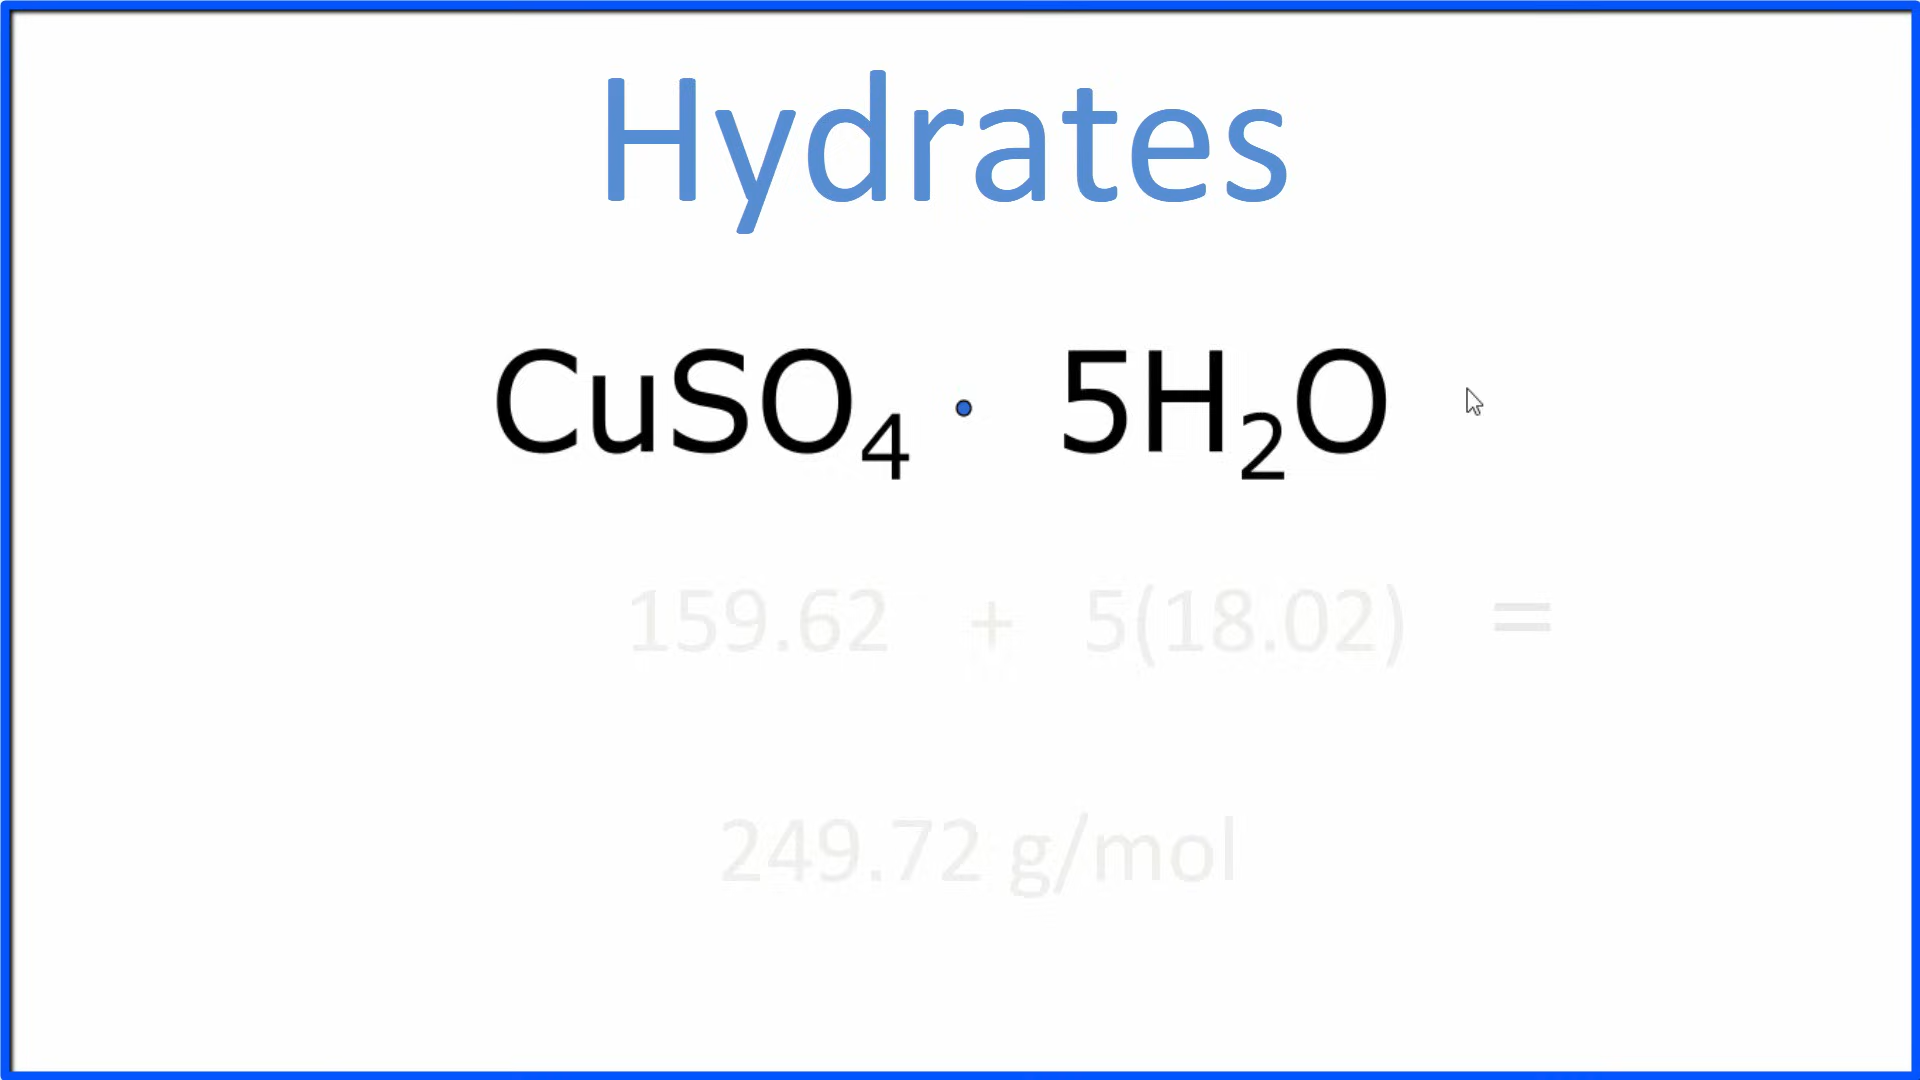 Hydrates
CuSO₄ • 5H₂O
159.62 + 5(18.02) =
249.72 g/mol